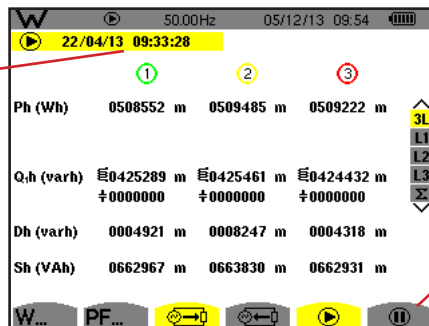 W 50.00Hz 05/12/13 09:54
22/04/13 09:33:28
1 2 3
Ph (Wh) 0508552 m 0509485 m 0509222 m
3L
L1
L2
Q₁h (varh) 0425289 m 0425461 m 0424432 m
L3
÷0000000 ÷0000000 ÷0000000
Σ
Dh (varh) 0004921 m 0008247 m 0004318 m
Sh (VAh) 0662967 m 0663830 m 0662931 m
W... PF...